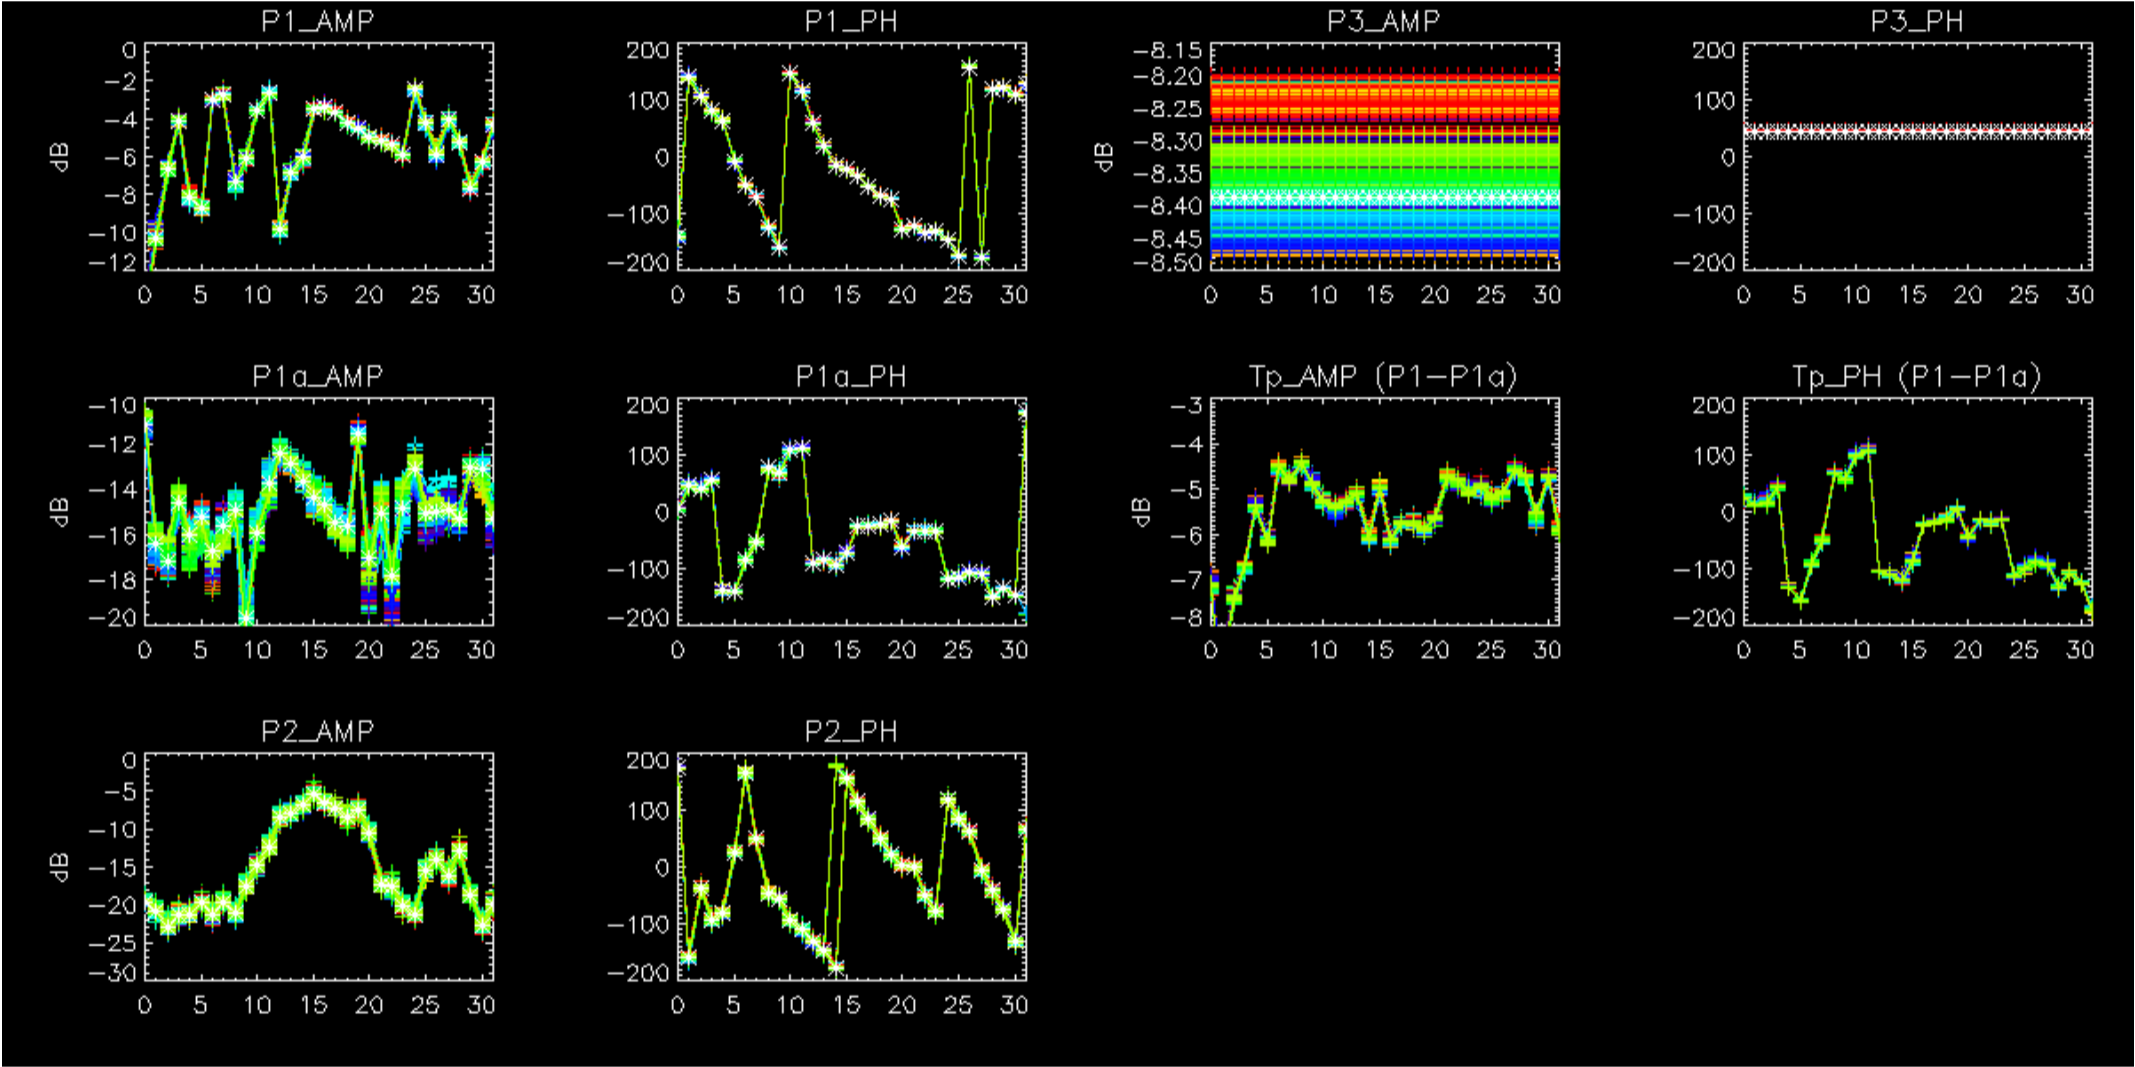 P1_AMP
0
−2
−4
−6
−8
−10
−12
dB
0 5 10 15 20 25 30
P1_PH
200
100
0
−100
−200
0 5 10 15 20 25 30
P3_AMP
−8.15
−8.20
−8.25
−8.30
−8.35
−8.40
−8.45
−8.50
dB
0 5 10 15 20 25 30
P3_PH
200
100
0
−100
−200
0 5 10 15 20 25 30
P1a_AMP
−10
−12
−14
−16
−18
−20
dB
0 5 10 15 20 25 30
P1a_PH
200
100
0
−100
−200
0 5 10 15 20 25 30
Tp_AMP (P1−P1a)
−3
−4
−5
−6
−7
−8
dB
0 5 10 15 20 25 30
Tp_PH (P1−P1a)
200
100
0
−100
−200
0 5 10 15 20 25 30
P2_AMP
0
−5
−10
−15
−20
−25
−30
dB
0 5 10 15 20 25 30
P2_PH
200
100
0
−100
−200
0 5 10 15 20 25 30